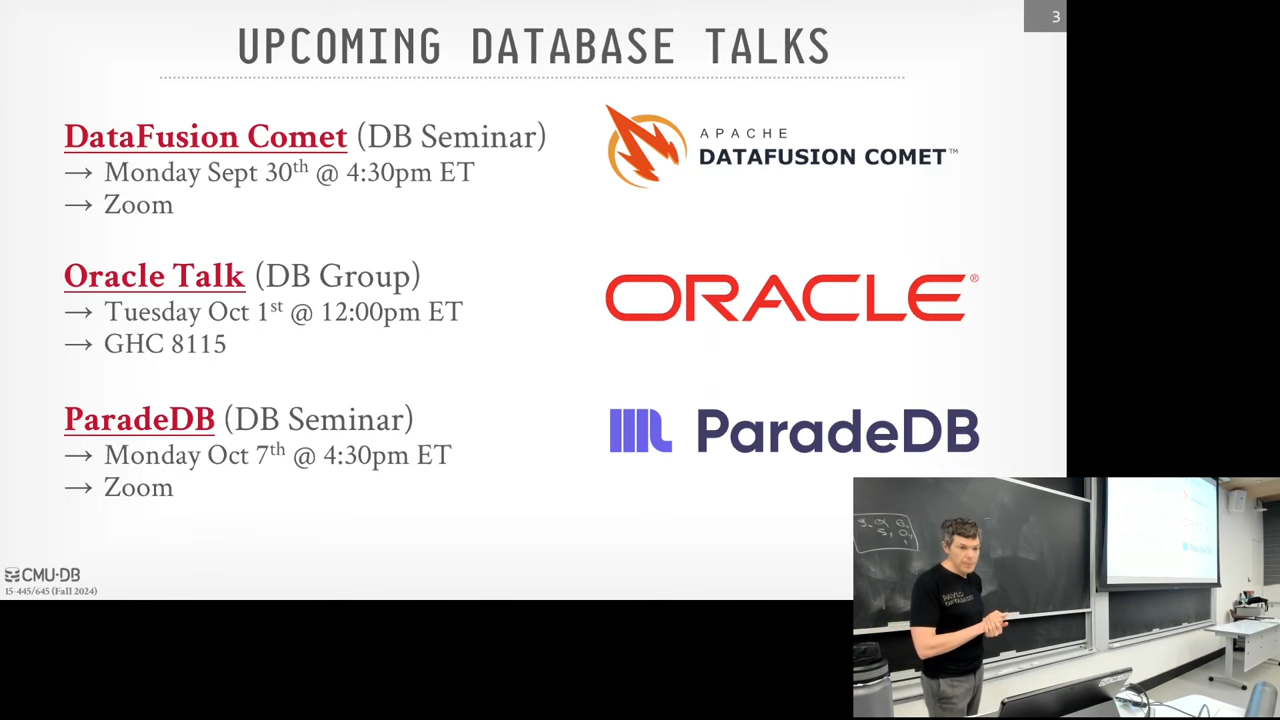 3
UPCOMING DATABASE TALKS
DataFusion Comet (DB Seminar)
→ Monday Sept 30th @ 4:30pm ET
→ Zoom
APACHE
DATAFUSION COMET™
Oracle Talk (DB Group)
→ Tuesday Oct 1st @ 12:00pm ET
→ GHC 8115
ORACLE®
ParadeDB (DB Seminar)
→ Monday Oct 7th @ 4:30pm ET
→ Zoom
ParadeDB
CMU·DB
15-445/645 (Fall 2024)